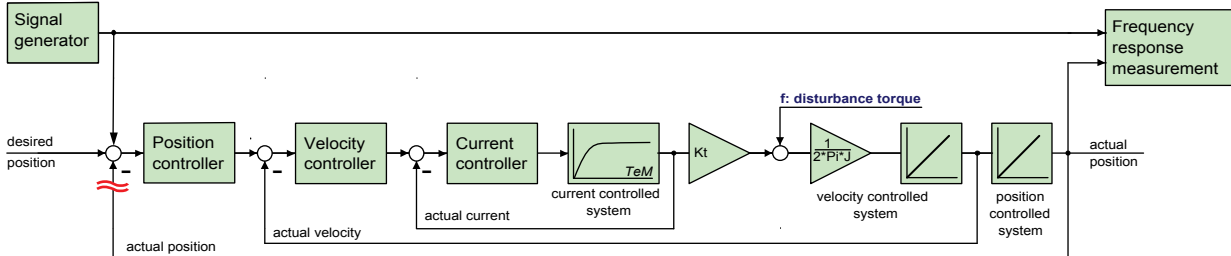 Signal
generator
Frequency
response
measurement
f: disturbance torque
desired
position
Position
controller
Velocity
controller
Current
controller
TeM
Kt
1
2*Pi*J
actual
position
-
-
-
current controlled
system
velocity controlled
system
position
controlled
system
actual current
actual velocity
actual position